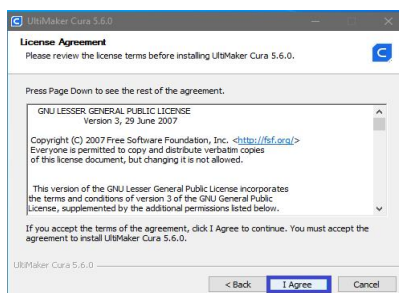 UltiMaker Cura 5.6.0
License Agreement
Please review the license terms before installing UltiMaker Cura 5.6.0.
Press Page Down to see the rest of the agreement.
GNU LESSER GENERAL PUBLIC LICENSE
Version 3, 29 June 2007
Copyright (C) 2007 Free Software Foundation, Inc. <http://fsf.org/>
Everyone is permitted to copy and distribute verbatim copies
of this license document, but changing it is not allowed.
This version of the GNU Lesser General Public License incorporates
the terms and conditions of version 3 of the GNU General Public
License, supplemented by the additional permissions listed below.
If you accept the terms of the agreement, click I Agree to continue. You must accept the
agreement to install UltiMaker Cura 5.6.0.
UltiMaker Cura 5.6.0
< Back I Agree Cancel